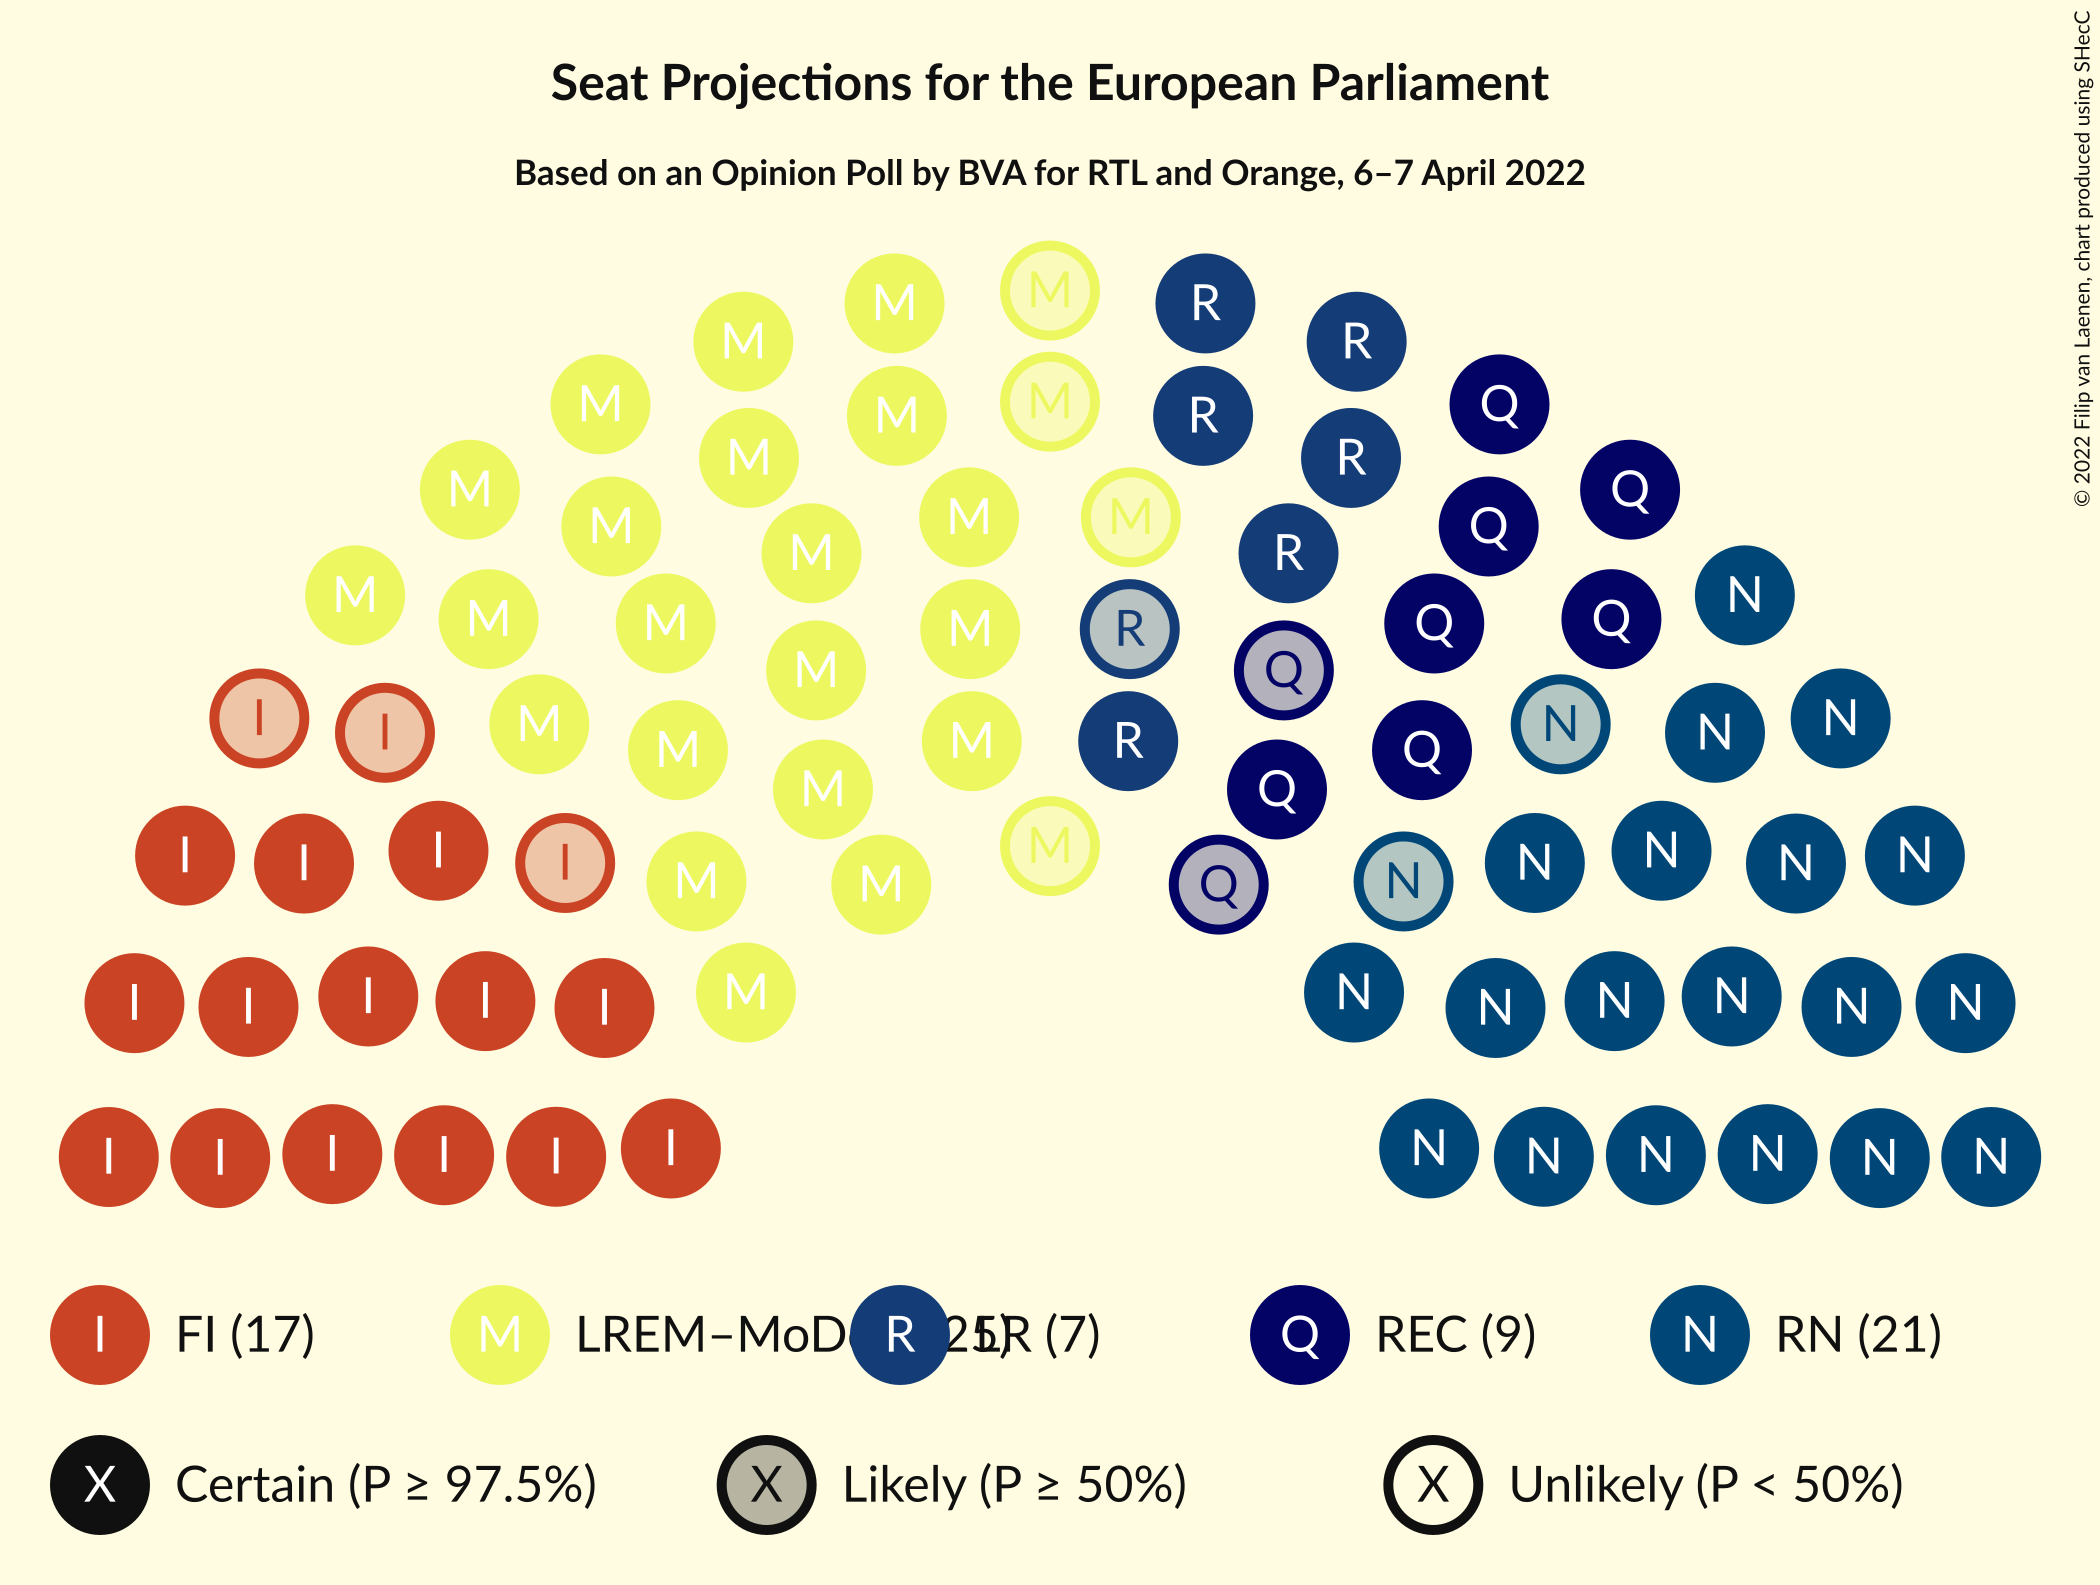 Seat Projections for the European Parliament
Based on an Opinion Poll by BVA for RTL and Orange, 6–7 April 2022
© 2022 Filip van Laenen, chart produced using SHecC
M M M R R
M M M R R Q
M M R Q
M M M M Q Q
M M M R R Q Q N
I I M M M M R Q Q N N N
I I I I M M M Q Q N N N N N
I I I I I M N N N N N N
I I I I I I N N N N N N
I FI (17) M LREM–MoD R 25) LR (7) Q REC (9) N RN (21)
X Certain (P ≥ 97.5%) X Likely (P ≥ 50%) X Unlikely (P < 50%)